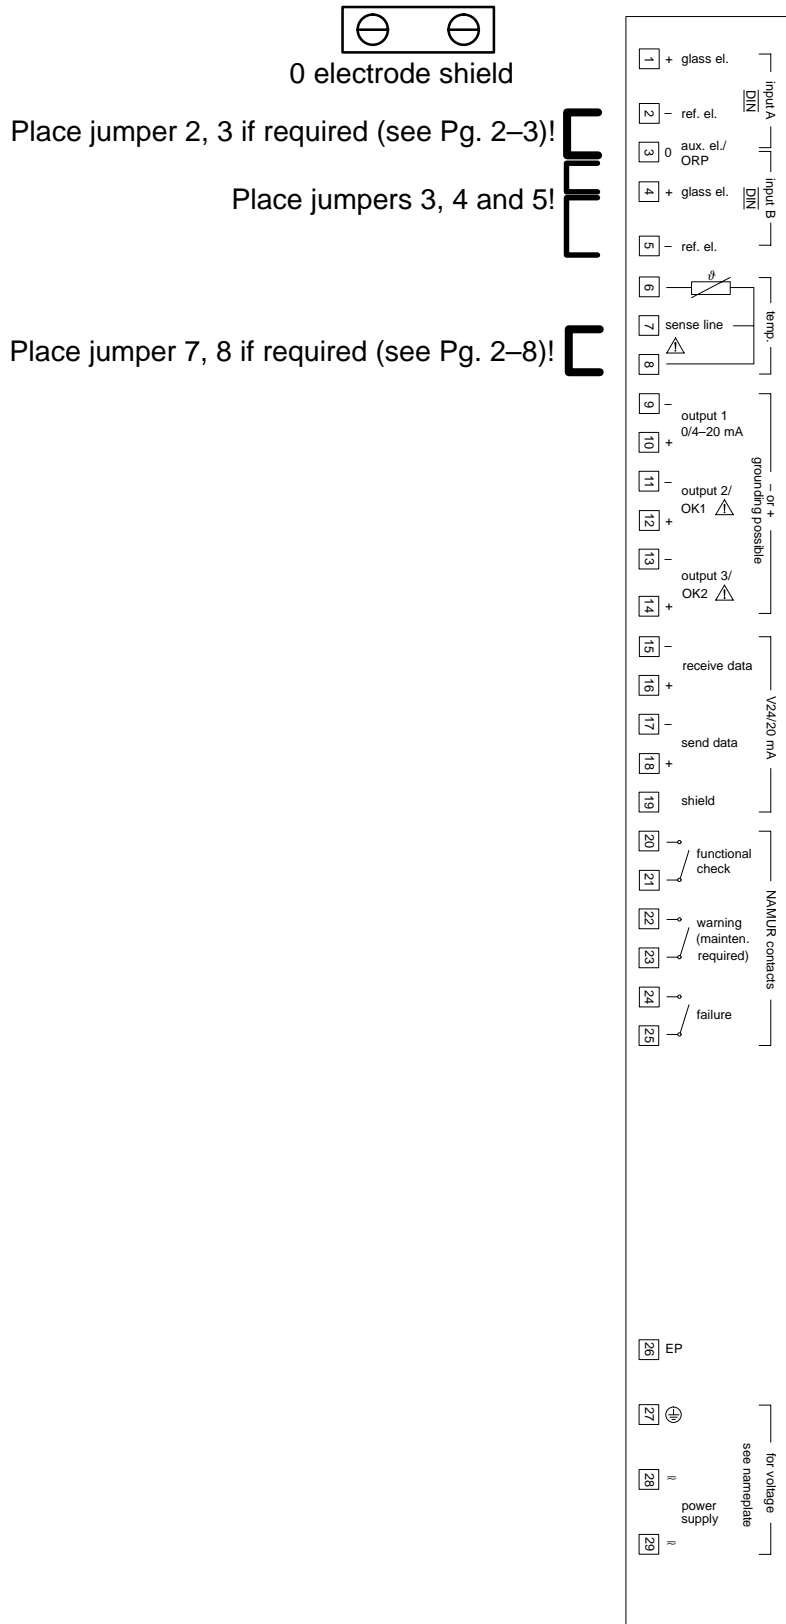 0 electrode shield
Place jumper 2, 3 if required (see Pg. 2–3)!
Place jumpers 3, 4 and 5!
Place jumper 7, 8 if required (see Pg. 2–8)!
1 + glass el.
2 – ref. el.
input A
DIN
3 0 aux. el./
ORP
4 + glass el.
5 – ref. el.
input B
DIN
6 ϑ
7 sense line
8
temp.
9 –
output 1
0/4–20 mA
10 +
11 –
output 2/
OK1
12 +
13 –
output 3/
OK2
14 +
– or +
grounding possible
15 –
receive data
16 +
17 –
send data
18 +
19 shield
V24/20 mA
20
functional
check
21
22
warning
(mainten.
required)
23
24
failure
25
NAMUR contacts
26 EP
27
28 ≂
power
supply
29 ≂
for voltage
see nameplate